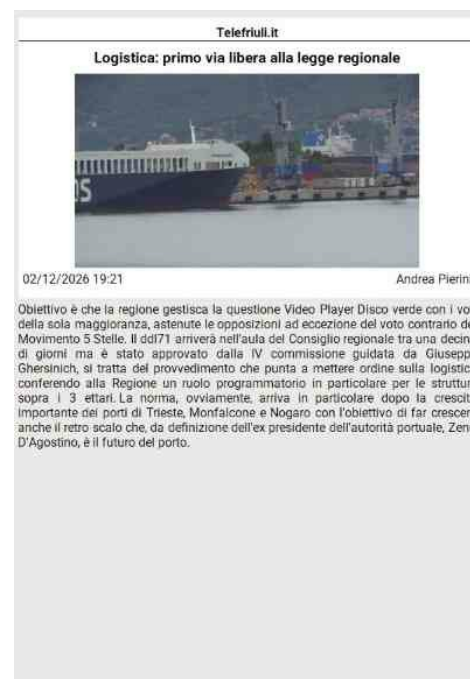 Telefriuli.it
Logistica: primo via libera alla legge regionale
OS
02/12/2026 19:21
Andrea Pierin
Obiettivo è che la regione gestisca la questione Video Player Disco verde con i vo
della sola maggioranza, astenute le opposizioni ad eccezione del voto contrario de
Movimento 5 Stelle. Il ddl71 arriverà nell'aula del Consiglio regionale tra una decin
di giorni ma è stato approvato dalla IV commissione guidata da Giusepp
Ghersinich, si tratta del provvedimento che punta a mettere ordine sulla logistic
conferendo alla Regione un ruolo programmatorio in particolare per le struttur
sopra i 3 ettari. La norma, ovviamente, arriva in particolare dopo la crescit
importante dei porti di Trieste, Monfalcone e Nogaro con l'obiettivo di far crescer
anche il retro scalo che, da definizione dell'ex presidente dell'autorità portuale, Zen
D'Agostino, è il futuro del porto.